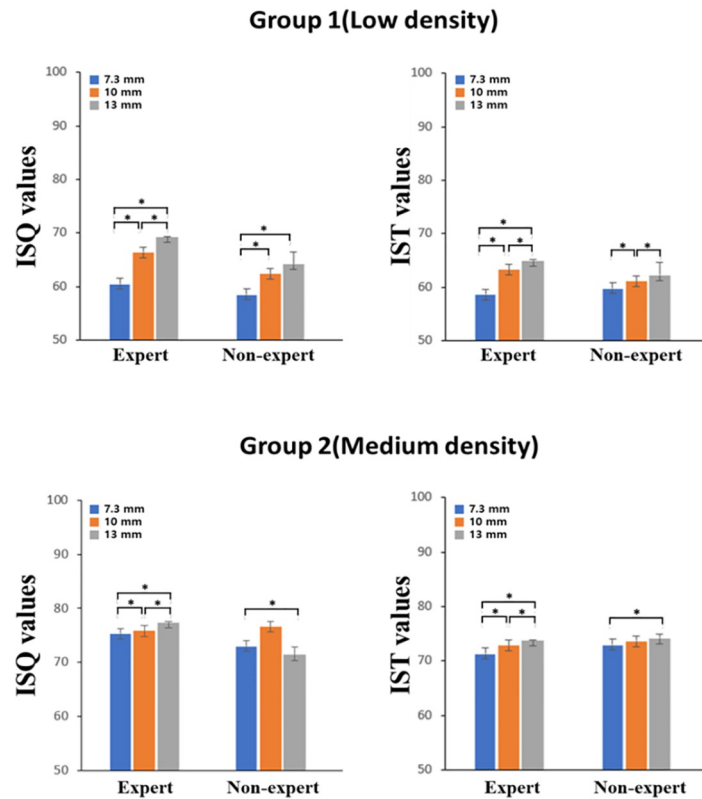 Group 1(Low density)
ISQ values
100
90
80
70
60
50
7.3 mm
10 mm
13 mm
*
* *
*
*
Expert
Non-expert
IST values
100
90
80
70
60
50
7.3 mm
10 mm
13 mm
*
* *
* *
Expert
Non-expert
Group 2(Medium density)
ISQ values
100
90
80
70
60
50
7.3 mm
10 mm
13 mm
*
* *
*
Expert
Non-expert
IST values
100
90
80
70
60
50
7.3 mm
10 mm
13 mm
*
* *
*
Expert
Non-expert